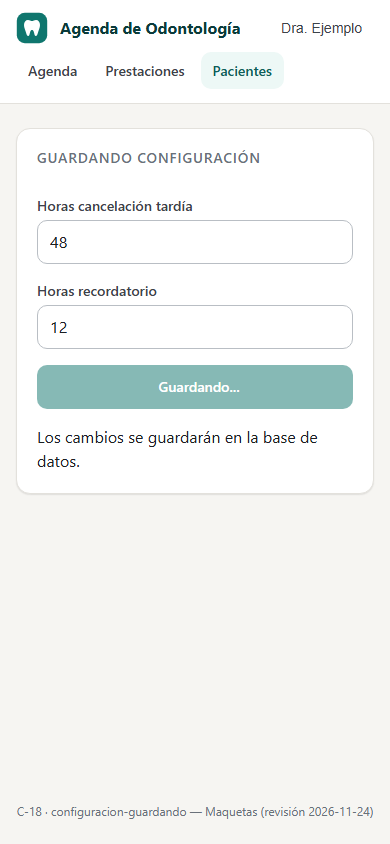 Agenda de Odontología
Dra. Ejemplo
Agenda
Prestaciones
Pacientes
GUARDANDO CONFIGURACIÓN
Horas cancelación tardía
48
Horas recordatorio
12
Guardando...
Los cambios se guardarán en la base de
datos.
C-18 · configuracion-guardando — Maquetas (revisión 2026-11-24)